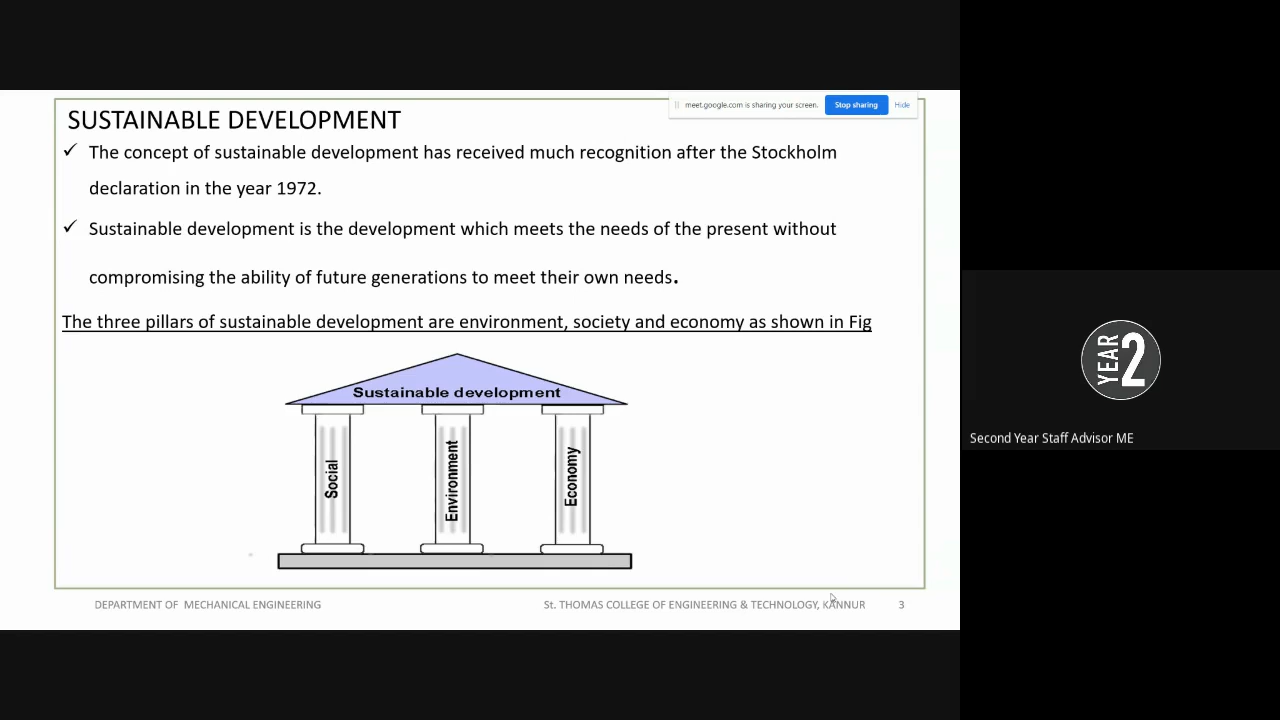 meet.google.com is sharing your screen. Stop sharing Hide
SUSTAINABLE DEVELOPMENT
✓ The concept of sustainable development has received much recognition after the Stockholm
declaration in the year 1972.
✓ Sustainable development is the development which meets the needs of the present without
compromising the ability of future generations to meet their own needs.
The three pillars of sustainable development are environment, society and economy as shown in Fig
Sustainable development
Social
Environment
Economy
DEPARTMENT OF MECHANICAL ENGINEERING
St. THOMAS COLLEGE OF ENGINEERING & TECHNOLOGY, KANNUR 3
YEAR 2
Second Year Staff Advisor ME